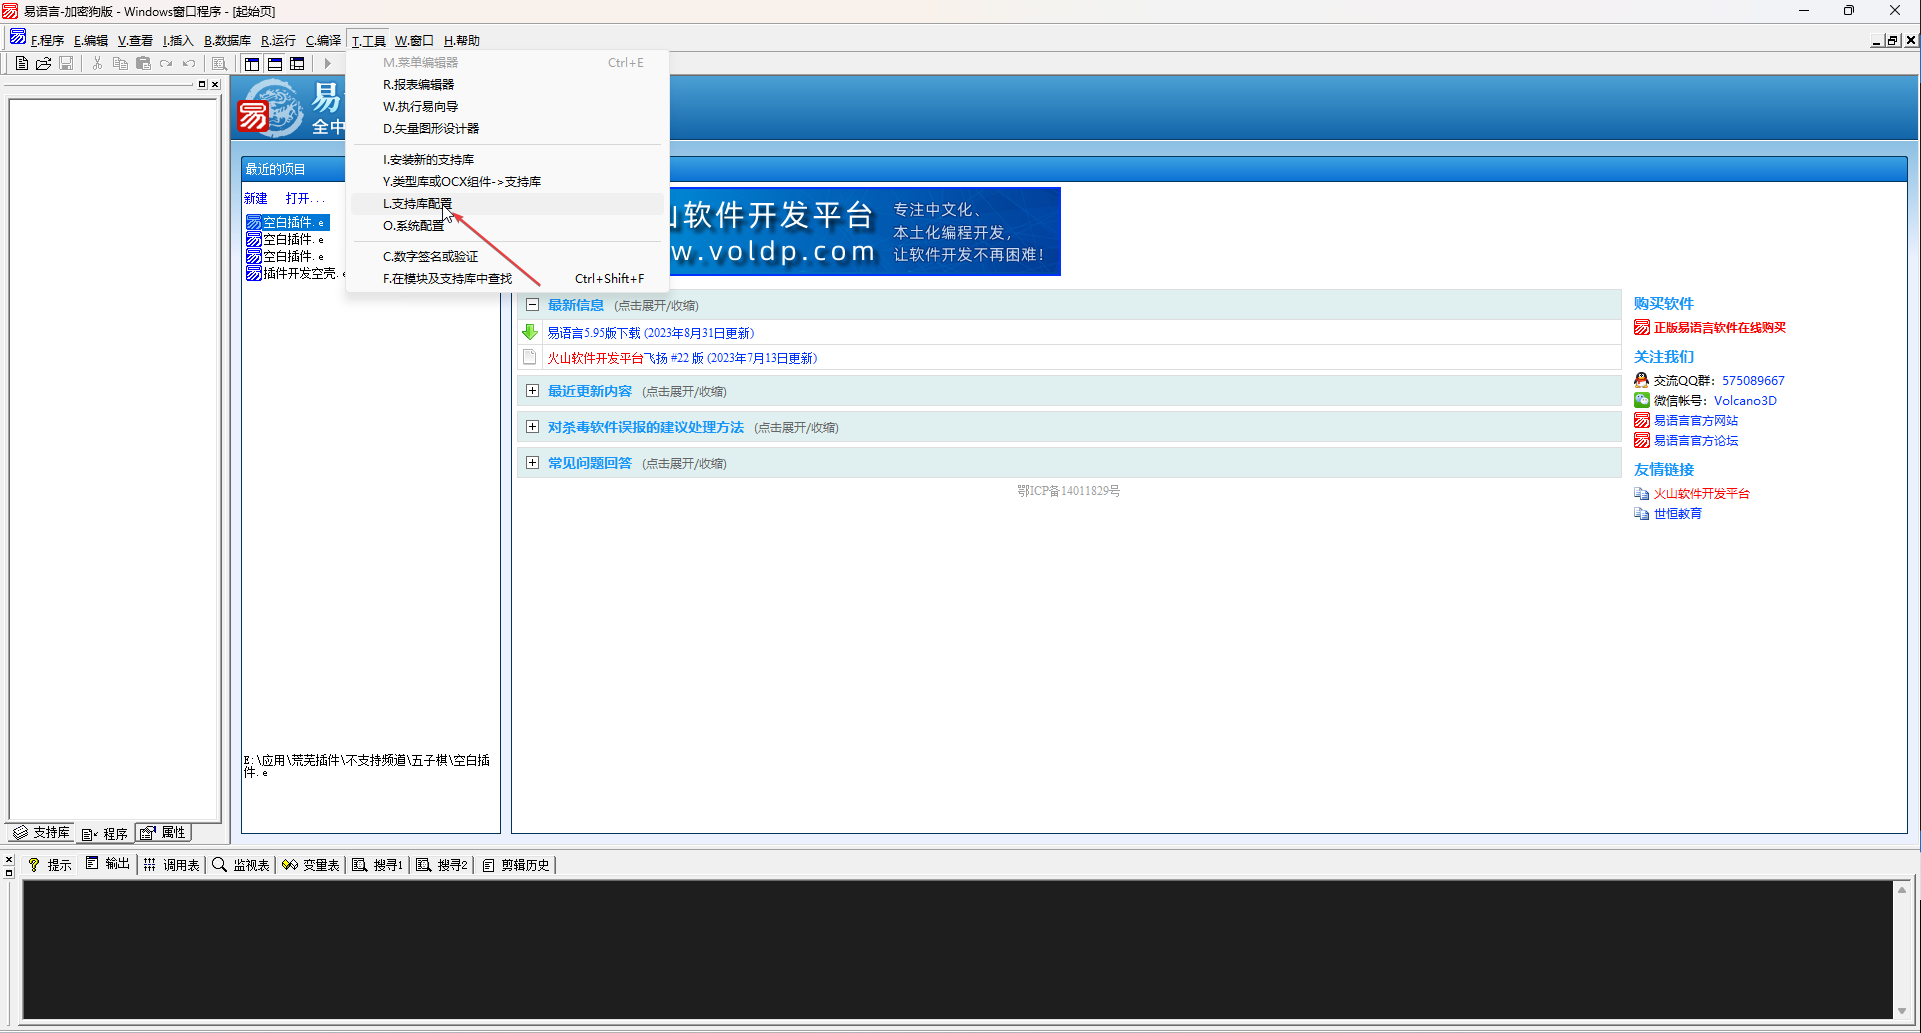 易语言-加密狗版 - Windows窗口程序 - [起始页]
F.程序 E.编辑 V.查看 I.插入 B.数据库 R.运行 C.编译 T.工具 W.窗口 H.帮助
M.菜单编辑器 Ctrl+E
R.报表编辑器
W.执行易向导
D.矢量图形设计器
I.安装新的支持库
Y.类型库或OCX组件->支持库
L.支持库配置
O.系统配置
C.数字签名或验证
F.在模块及支持库中查找 Ctrl+Shift+F
易
易
全中
最近的项目
新建 打开...
空白插件.e
空白插件.e
空白插件.e
插件开发空壳.e
E:\应用\荒芜插件\不支持频道\五子棋\空白插
件.e
山软件开发平台
w.voldp.com
专注中文化、
本土化编程开发，
让软件开发不再困难！
最新信息 (点击展开/收缩)
易语言5.95版下载 (2023年8月31日更新)
火山软件开发平台飞扬 #22 版 (2023年7月13日更新)
最近更新内容 (点击展开/收缩)
对杀毒软件误报的建议处理方法 (点击展开/收缩)
常见问题回答 (点击展开/收缩)
鄂ICP备14011829号
购买软件
正版易语言软件在线购买
关注我们
交流QQ群：575089667
微信帐号：Volcano3D
易语言官方网站
易语言官方论坛
友情链接
火山软件开发平台
世恒教育
支持库 程序 属性
提示 输出 调用表 监视表 变量表 搜寻1 搜寻2 剪辑历史